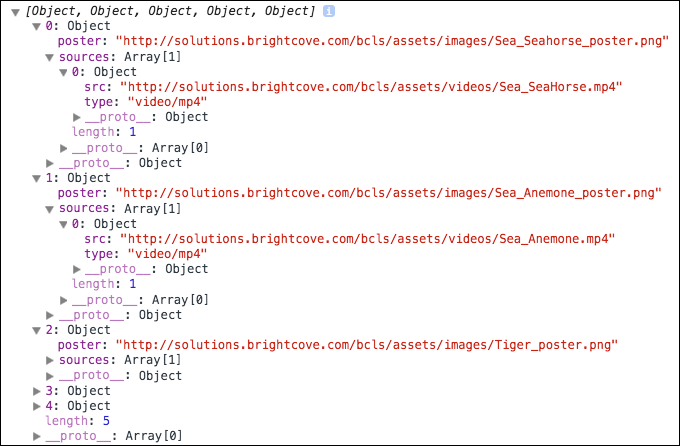 [Object, Object, Object, Object, Object] i
0: Object
poster: "http://solutions.brightcove.com/bcls/assets/images/Sea_Seahorse_poster.png"
sources: Array[1]
0: Object
src: "http://solutions.brightcove.com/bcls/assets/videos/Sea_SeaHorse.mp4"
type: "video/mp4"
__proto__: Object
length: 1
__proto__: Array[0]
__proto__: Object
1: Object
poster: "http://solutions.brightcove.com/bcls/assets/images/Sea_Anemone_poster.png"
sources: Array[1]
0: Object
src: "http://solutions.brightcove.com/bcls/assets/videos/Sea_Anemone.mp4"
type: "video/mp4"
__proto__: Object
length: 1
__proto__: Array[0]
__proto__: Object
2: Object
poster: "http://solutions.brightcove.com/bcls/assets/images/Tiger_poster.png"
sources: Array[1]
__proto__: Object
3: Object
4: Object
length: 5
__proto__: Array[0]